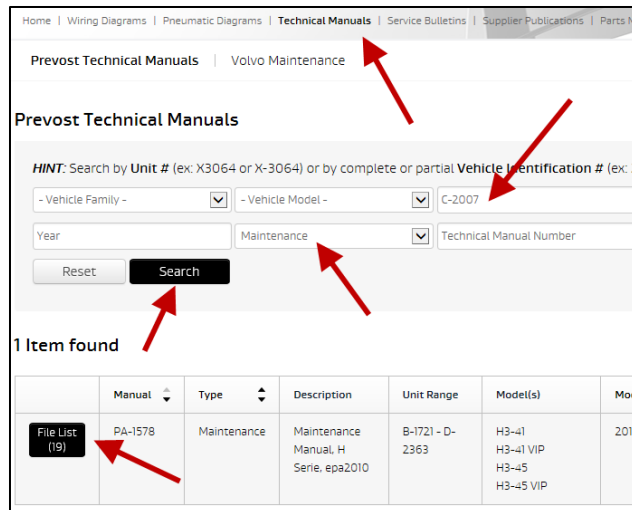 Home | Wiring Diagrams | Pneumatic Diagrams | Technical Manuals | Service Bulletins | Supplier Publications | Parts
Prevost Technical Manuals | Volvo Maintenance
Prevost Technical Manuals
HINT: Search by Unit # (ex: X3064 or X-3064) or by complete or partial Vehicle Identification # (ex:
- Vehicle Family - - Vehicle Model - C-2007
Year Maintenance Technical Manual Number
Reset Search
1 Item found
Manual Type Description Unit Range Model(s)
File List PA-1578 Maintenance Maintenance B-1721 - D- H3-41
(19) Manual, H 2363 H3-41 VIP
Serie, epa2010 H3-45
H3-45 VIP